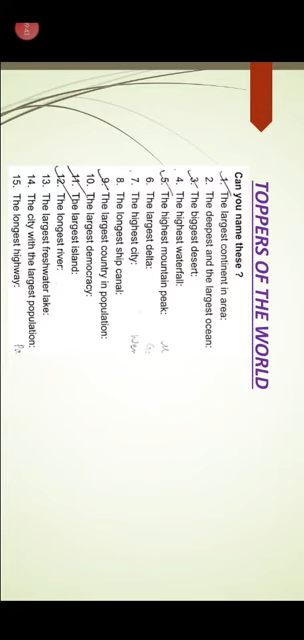 TOPPERS OF THE WORLD
Can you name these ?
1. The largest continent in area:
2. The deepest and the largest ocean:
3. The biggest desert:
4. The highest waterfall:
5. The highest mountain peak:
6. The largest delta:
7. The highest city:
8. The longest ship canal:
9. The largest country in population:
10. The largest democracy:
11. The largest island:
12. The longest river:
13. The largest freshwater lake:
14. The city with the largest population:
15. The longest highway: